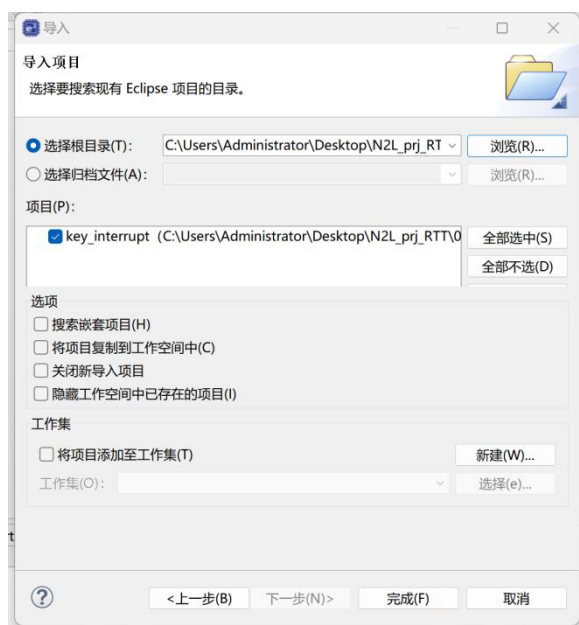 导入
导入项目
选择要搜索现有 Eclipse 项目的目录。
选择根目录(T): C:\Users\Administrator\Desktop\N2L_prj_RT 浏览(R)...
选择归档文件(A): 浏览(R)...
项目(P):
key_interrupt (C:\Users\Administrator\Desktop\N2L_prj_RTT\0 全部选中(S)
全部不选(D)
选项
搜索嵌套项目(H)
将项目复制到工作空间中(C)
关闭新导入项目
隐藏工作空间中已存在的项目(I)
工作集
将项目添加至工作集(T) 新建(W)...
工作集(O): 选择(e)...
<上一步(B) 下一步(N)> 完成(F) 取消